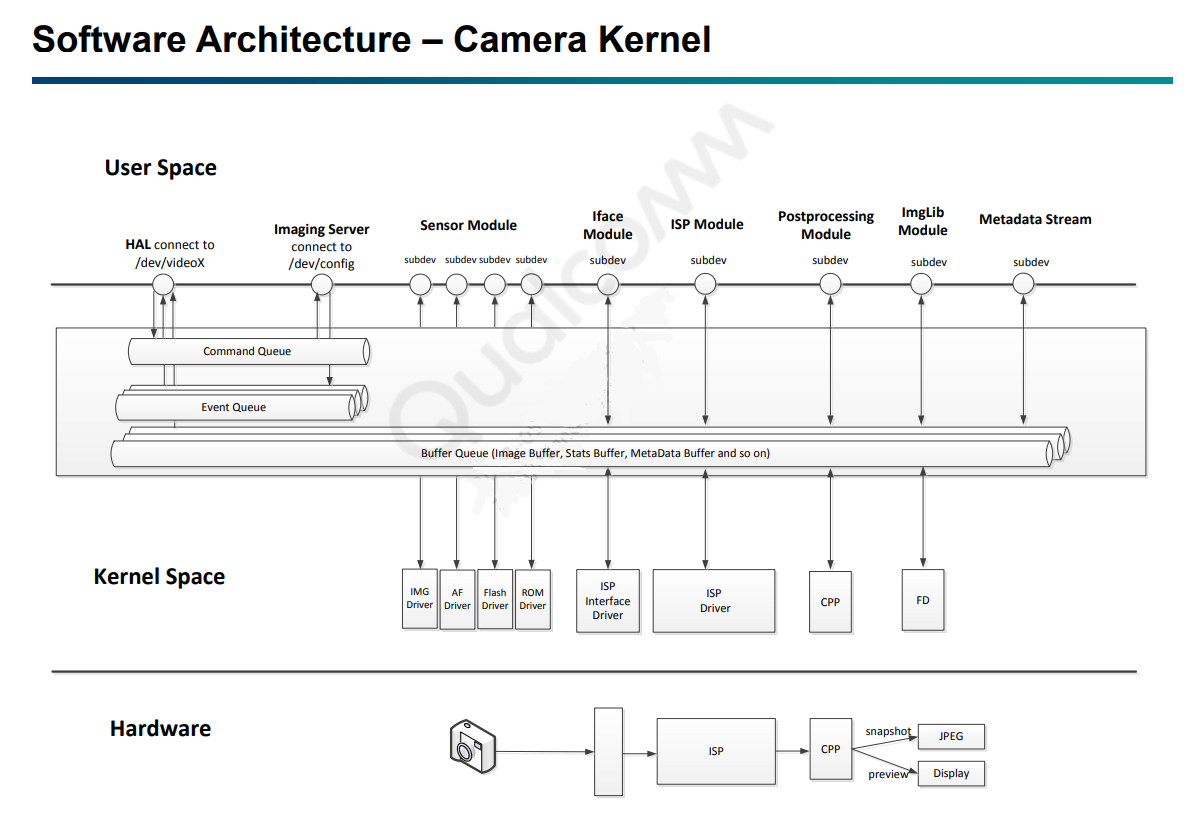 Software Architecture – Camera Kernel
User Space
HAL connect to
/dev/videoX
Imaging Server
connect to
/dev/config
Sensor Module
subdev
subdev
subdev
subdev
Iface
Module
subdev
ISP Module
subdev
Postprocessing
Module
subdev
ImgLib
Module
subdev
Metadata Stream
subdev
Command Queue
Event Queue
Buffer Queue (Image Buffer, Stats Buffer, MetaData Buffer and so on)
Qualcomm
Kernel Space
IMG
Driver
AF
Driver
Flash
Driver
ROM
Driver
ISP
Interface
Driver
ISP
Driver
CPP
FD
Hardware
ISP
CPP
snapshot
JPEG
preview
Display